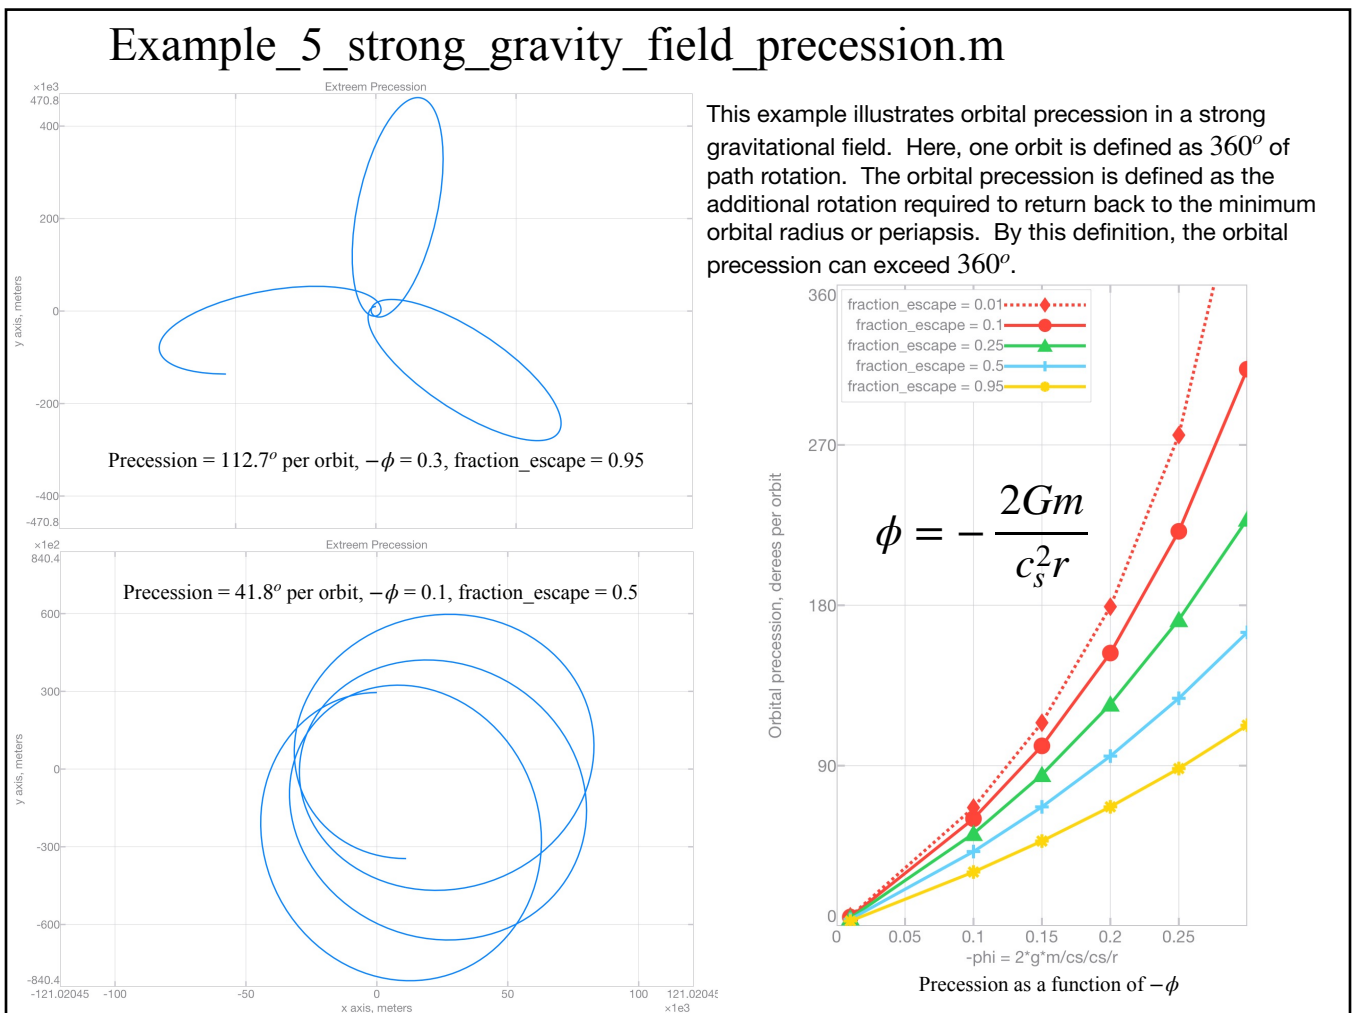 Example_5_strong_gravity_field_precession.m
×1e3
Extreem Precession
470.8
400
200
0
-200
-400
-470.8
y axis, meters
Precession = 112.7° per orbit, −ϕ = 0.3, fraction_escape = 0.95
×1e2
Extreem Precession
840.4
600
300
0
-300
-600
-840.4
y axis, meters
Precession = 41.8° per orbit, −ϕ = 0.1, fraction_escape = 0.5
-121.02045 -100 -50 0 50 100 121.02045
x axis, meters
×1e3
This example illustrates orbital precession in a strong
gravitational field. Here, one orbit is defined as 360° of
path rotation. The orbital precession is defined as the
additional rotation required to return back to the minimum
orbital radius or periapsis. By this definition, the orbital
precession can exceed 360°.
360
270
180
90
0
Orbital precession, derees per orbit
fraction_escape = 0.01
fraction_escape = 0.1
fraction_escape = 0.25
fraction_escape = 0.5
fraction_escape = 0.95
ϕ = − 2Gm / c_s^2 r
0 0.05 0.1 0.15 0.2 0.25
-phi = 2*g*m/cs/cs/r
Precession as a function of −ϕ